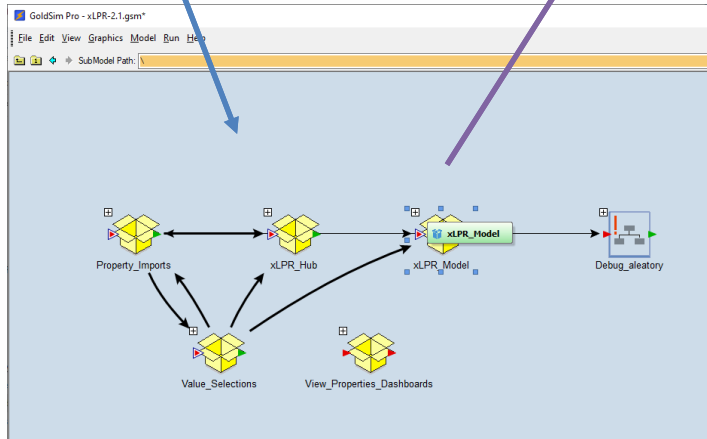 GoldSim Pro - xLPR-2.1.gsm*
File Edit View Graphics Model Run Help
SubModel Path: \
Property_Imports
xLPR_Hub
xLPR_Model
xLPR_Model
Debug_aleatory
Value_Selections
View_Properties_Dashboards